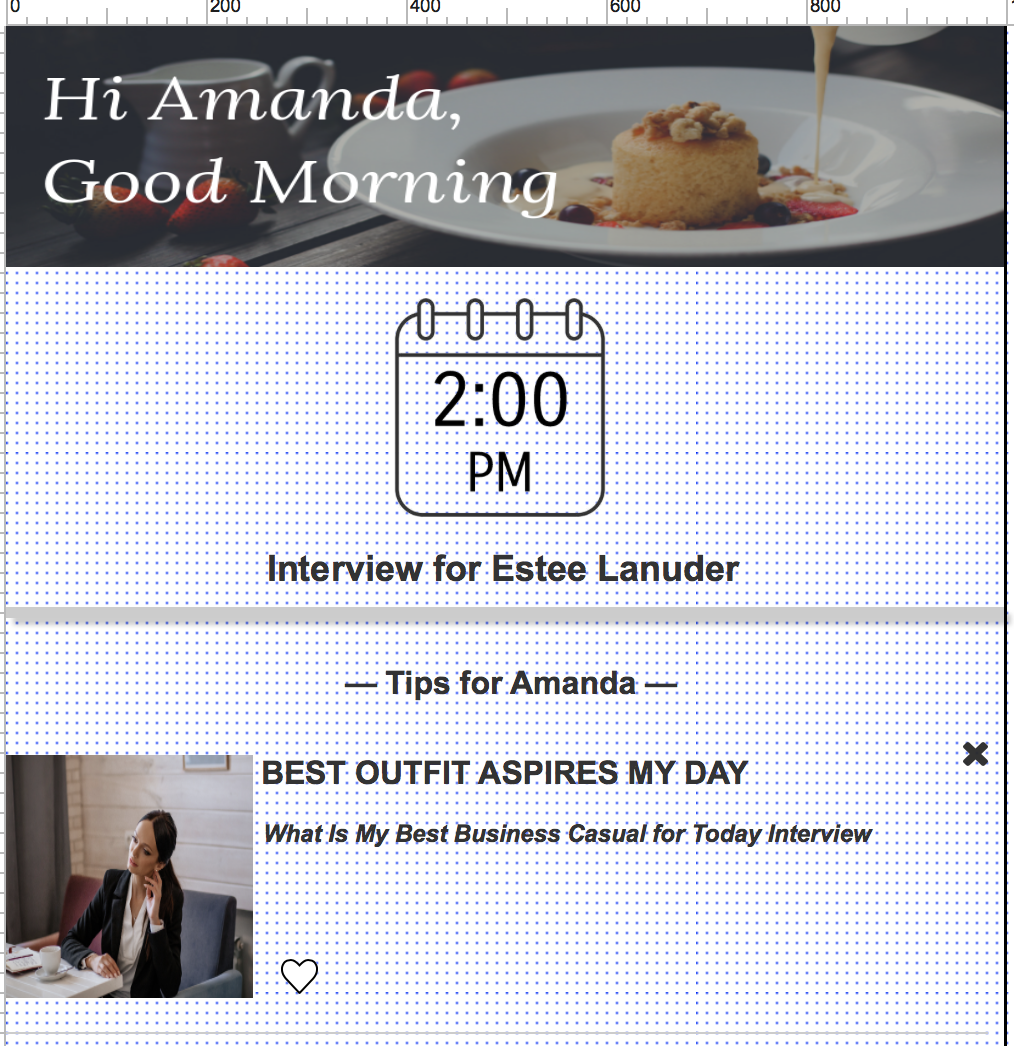 0 200 400 600 800
Hi Amanda,
Good Morning
2:00
PM
Interview for Estee Lanuder
— Tips for Amanda —
BEST OUTFIT ASPIRES MY DAY
What Is My Best Business Casual for Today Interview